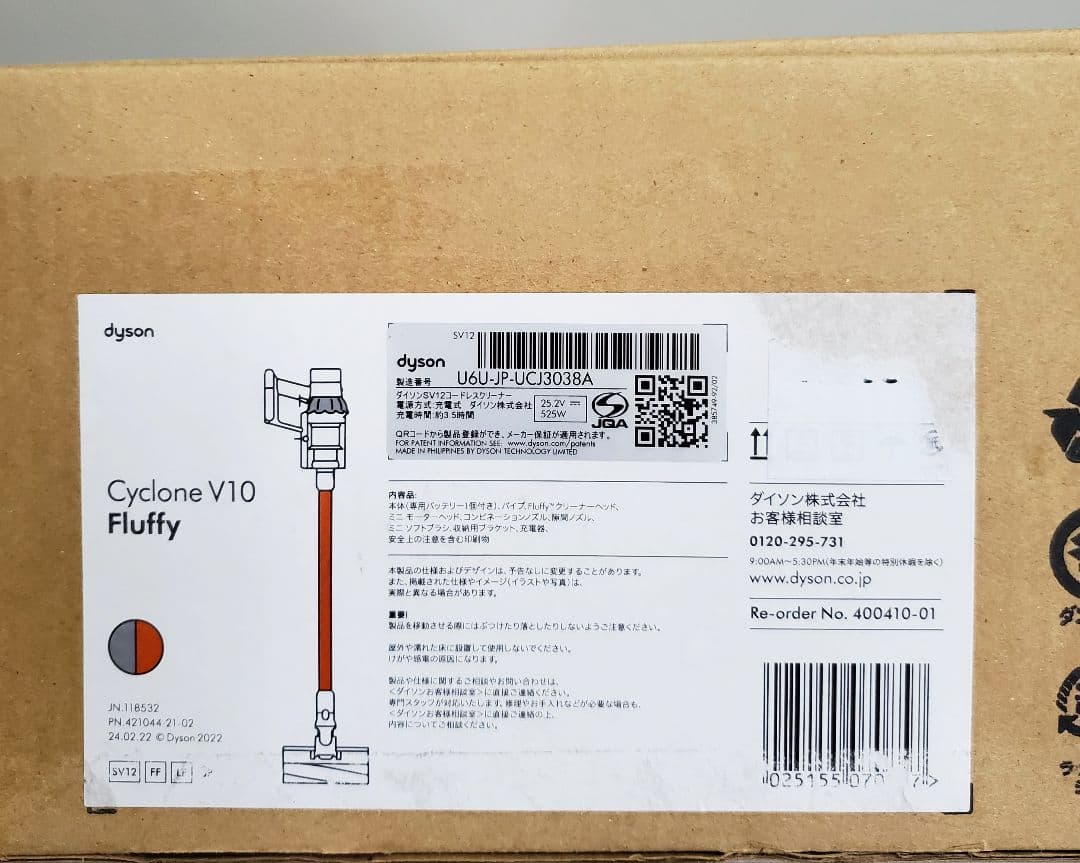 dyson
Cyclone V10
Fluffy
JN.118532
PN.421044-21-02
24.02.22 © Dyson 2022
SV12 FF LF JP
SV12
dyson
製造番号 U6U-JP-UCJ3038A
ダイソンSV12コードレスクリーナー
電源方式:充電式 ダイソン株式会社
充電時間:約3.5時間
25.2V
525W
JQA
385749-92/02
QRコードから製品登録ができ、メーカー保証が適用されます。
FOR PATENT INFORMATION SEE: www.dyson.com/patents
MADE IN PHILIPPINES BY DYSON TECHNOLOGY LIMITED
内容品:
本体(専用バッテリー1個付き)、パイプ、Fluffy™クリーナーヘッド、
ミニ モーターヘッド、コンビネーションノズル、隙間ノズル、
ミニ ソフトブラシ、収納用ブラケット、充電器、
安全上の注意を含む印刷物
本製品の仕様およびデザインは、予告なしに変更することがあります。
また、掲載された仕様やイメージ(イラストや写真)は、
実際と異なる場合があります。
重要!
製品を移動させる際にはぶつけたり落としたりしないようご注意ください。
屋外や濡れた床に設置して使用しないでください。
けがや感電の原因になります。
製品や仕様に関するご相談やお問い合わせは、
<ダイソンお客様相談室>に直接ご連絡ください。
専門スタッフが対応いたします。修理やお手入れなどが必要な場合も、
<ダイソンお客様相談室>に直接ご連絡の上、
内容についてご相談ください。
ダイソン株式会社
お客様相談室
0120-295-731
9:00AM~5:30PM(年末年始等の特別休暇を除く)
www.dyson.co.jp
Re-order No. 400410-01
025155 070
7>
ダ
ラ